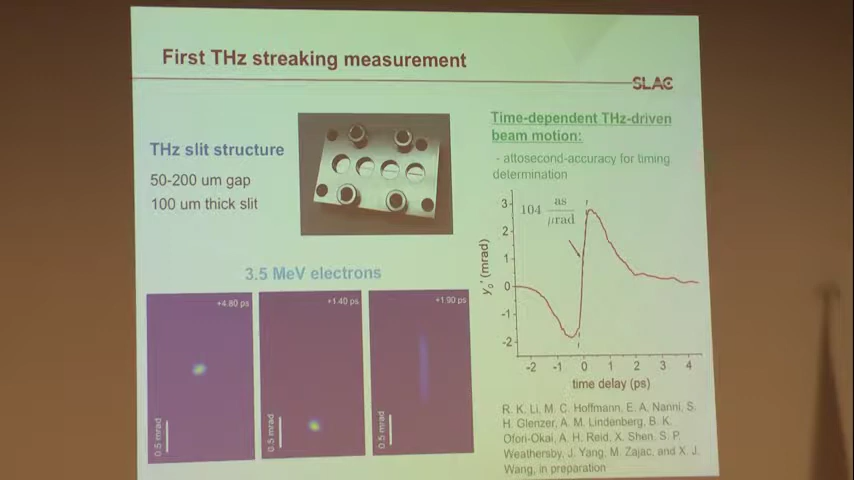 First THz streaking measurement
SLAC
THz slit structure
50-200 um gap
100 um thick slit
Time-dependent THz-driven
beam motion:
- attosecond-accuracy for timing
determination
3.5 MeV electrons
+4.80 ps
0.5 mrad
+1.40 ps
0.5 mrad
+1.90 ps
0.5 mrad
104 as/μrad
y₀' (mrad)
3
2
1
0
-1
-2
-2 -1 0 1 2 3 4
time delay (ps)
R. K. Li, M. C. Hoffmann, E. A. Nanni, S.
H. Glenzer, A. M. Lindenberg, B. K.
Ofori-Okai, A. H. Reid, X. Shen, S. P.
Weathersby, J. Yang, M. Zajac, and X. J.
Wang, in preparation